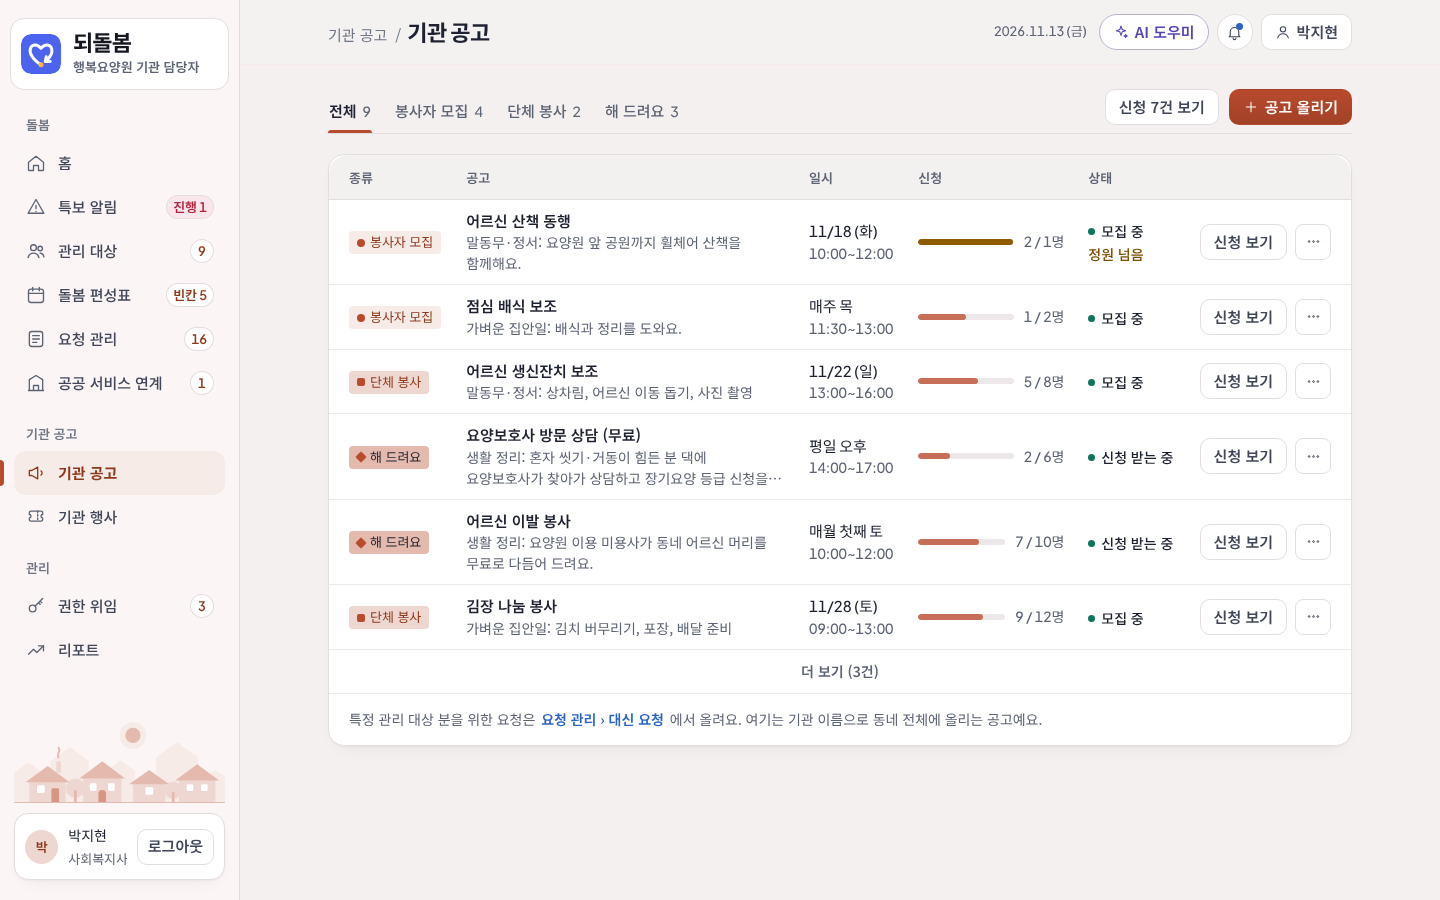 되돌봄
행복요양원 기관 담당자
돌봄
홈
특보 알림 진행 1
관리 대상 9
돌봄 편성표 빈칸 5
요청 관리 16
공공 서비스 연계 1
기관 공고
기관 공고
기관 행사
관리
권한 위임 3
리포트
박
박지현
사회복지사
로그아웃
기관 공고 / 기관 공고
2026.11.13 (금)
AI 도우미
박지현
전체 9
봉사자 모집 4
단체 봉사 2
해 드려요 3
신청 7건 보기
+ 공고 올리기
종류 공고 일시 신청 상태
봉사자 모집
어르신 산책 동행
말동무·정서: 요양원 앞 공원까지 휠체어 산책을
함께해요.
11/18 (화)
10:00~12:00
2/1명
모집 중
정원 넘음
신청 보기
···
봉사자 모집
점심 배식 보조
가벼운 집안일: 배식과 정리를 도와요.
매주 목
11:30~13:00
1/2명
모집 중
신청 보기
···
단체 봉사
어르신 생신잔치 보조
말동무·정서: 상차림, 어르신 이동 돕기, 사진 촬영
11/22 (일)
13:00~16:00
5/8명
모집 중
신청 보기
···
해 드려요
요양보호사 방문 상담 (무료)
생활 정리: 혼자 씻기·거동이 힘든 분 댁에
요양보호사가 찾아가 상담하고 장기요양 등급 신청을…
평일 오후
14:00~17:00
2/6명
신청 받는 중
신청 보기
···
해 드려요
어르신 이발 봉사
생활 정리: 요양원 이용 미용사가 동네 어르신 머리를
무료로 다듬어 드려요.
매월 첫째 토
10:00~12:00
7/10명
신청 받는 중
신청 보기
···
단체 봉사
김장 나눔 봉사
가벼운 집안일: 김치 버무리기, 포장, 배달 준비
11/28 (토)
09:00~13:00
9/12명
모집 중
신청 보기
···
더 보기 (3건)
특정 관리 대상 분을 위한 요청은 요청 관리 › 대신 요청 에서 올려요. 여기는 기관 이름으로 동네 전체에 올리는 공고예요.